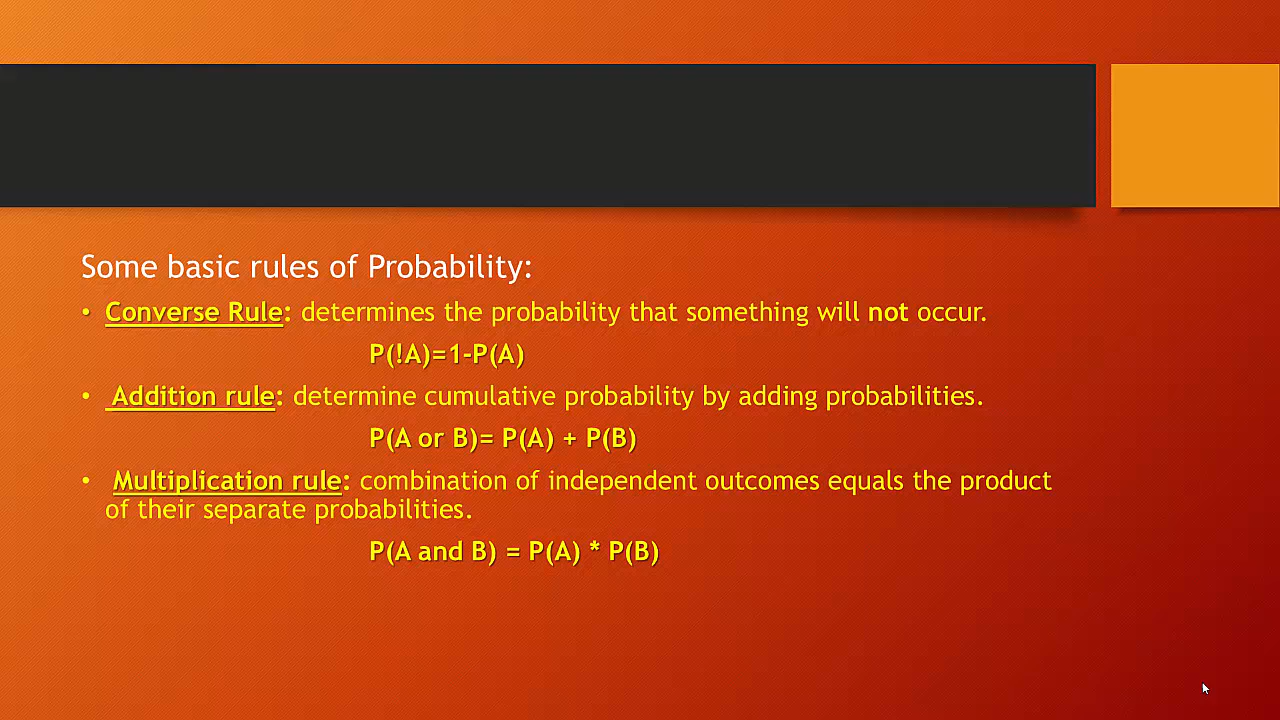 Some basic rules of Probability:
• Converse Rule: determines the probability that something will not occur.
P(!A)=1-P(A)
• Addition rule: determine cumulative probability by adding probabilities.
P(A or B)= P(A) + P(B)
• Multiplication rule: combination of independent outcomes equals the product
of their separate probabilities.
P(A and B) = P(A) * P(B)